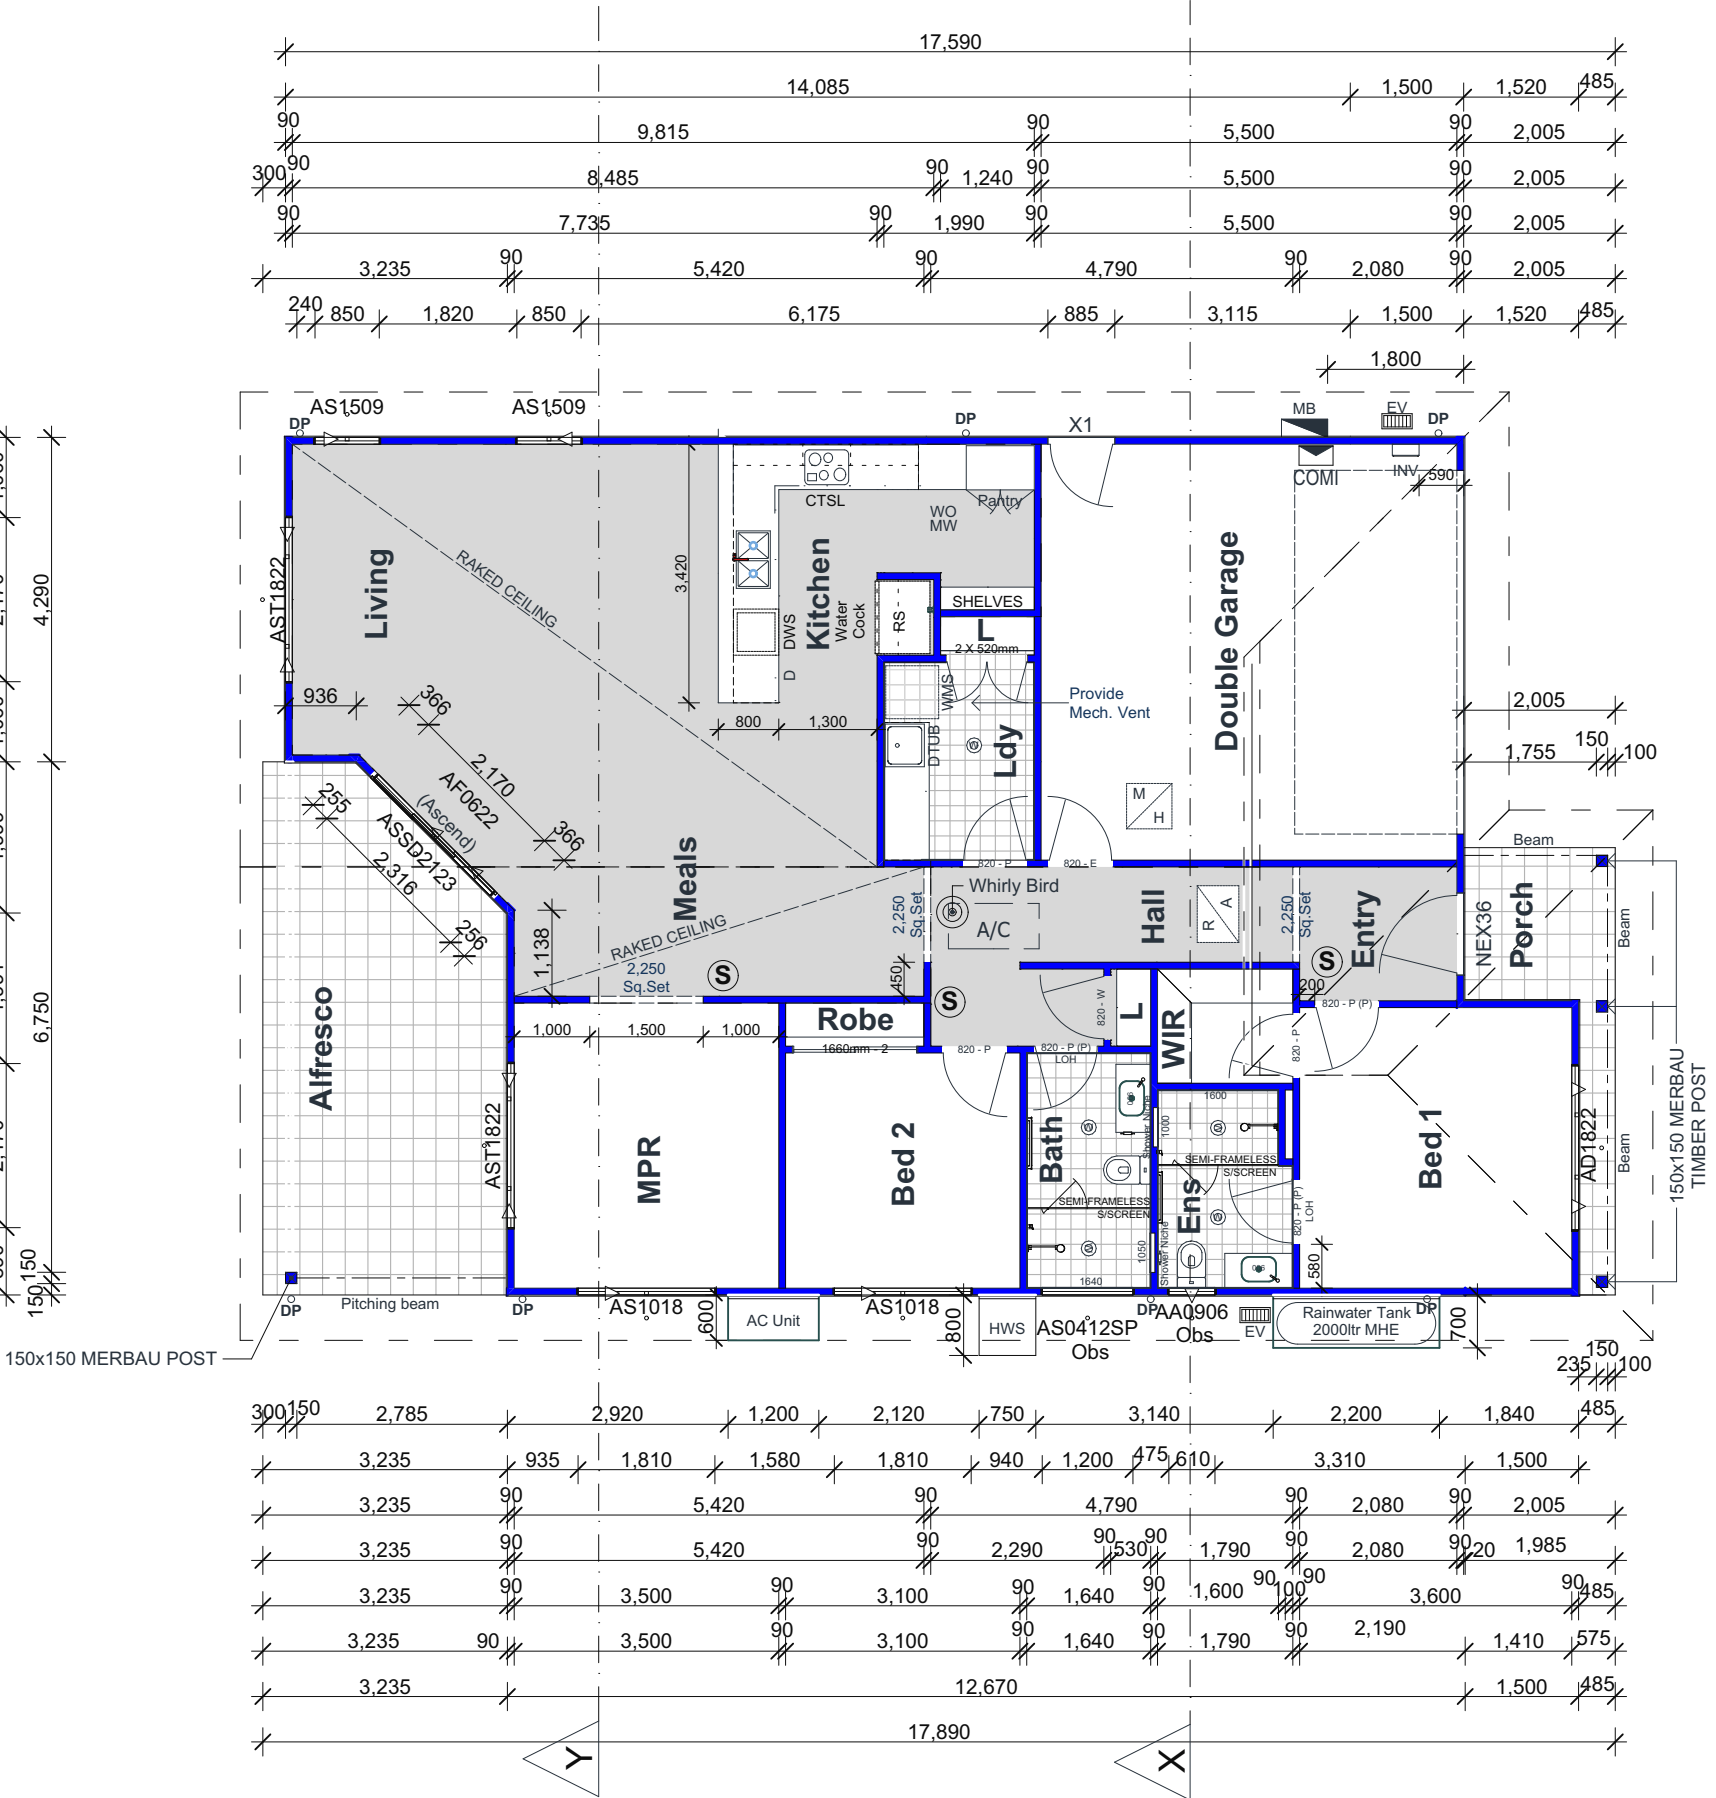 17,590
14,085 1,500 1,520 485
90 9,815 90 5,500 90 2,005
300 90 8,485 90 1,240 90 5,500 90 2,005
90 7,735 90 1,990 90 5,500 90 2,005
3,235 90 5,420 90 4,790 90 2,080 90 2,005
240 850 1,820 850 6,175 885 3,115 1,500 1,520 485
1,800
DP AS1509 AS1509 DP X1 MB EV DP
COMI INV 590
CTSL Pantry
WO
MW
4,290
AST1822
Living
RAKED CEILING
3,420
Kitchen
Water
Cock
DWS
D
RS
SHELVES
L
2 X 520mm
Double Garage
WMS
Provide
Mech. Vent
D TUB
Ldy
936
366
2,170
366
AF0622
(Ascend)
800 1,300
2,005
1,755 150 100
255
ASSD2123
2,316
256
M
H
820 - P 820 - E
Meals
Whirly Bird
A/C
2,250
Sq.Set
Hall
R A
2,250
Sq.Set
Entry
NEX36
Porch
Beam
Beam
RAKED CEILING
2,250
Sq.Set
1,138
S
450
S
S
200
820 - P (P)
6,750
Alfresco
1,000 1,500 1,000
Robe
1660mm - 2
820 - P
820 - P (P)
LOH
820 - W
L
WIR
820 - P
150x150 MERBAU
TIMBER POST
AST1822
MPR
Bed 2
Bath
Shower Niche
1000
1600
SEMI-FRAMELESS
S/SCREEN
SEMI-FRAMELESS
S/SCREEN
Ens
820 - P (P)
LOH
Bed 1
AD1822
Beam
1050
Shower Niche
1640
580
150
150
DP Pitching beam DP AS1018 600 AC Unit AS1018 800 HWS AS0412SP
Obs
DP AA0906
Obs
EV
Rainwater Tank
2000ltr MHE
DP 700
150x150 MERBAU POST
235 150 100
300 150 2,785 2,920 1,200 2,120 750 3,140 2,200 1,840 485
3,235 935 1,810 1,580 1,810 940 1,200 475 610 3,310 1,500
3,235 90 5,420 90 4,790 90 2,080 90 2,005
3,235 90 5,420 90 2,290 90 530 90 1,790 90 2,080 90 20 1,985
3,235 90 3,500 90 3,100 90 1,640 90 1,600 90 100 90 3,600 90 485
3,235 90 3,500 90 3,100 90 1,640 90 1,790 90 2,190 1,410 575
3,235 12,670 1,500 485
17,890
Y X